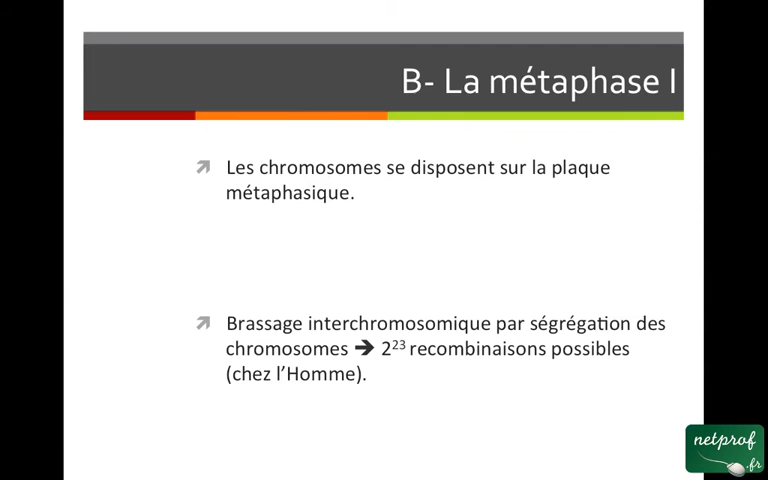 B- La métaphase I
Les chromosomes se disposent sur la plaque
métaphasique.
Brassage interchromosomique par ségrégation des
chromosomes ➔ 2²³ recombinaisons possibles
(chez l’Homme).
netprof
.fr